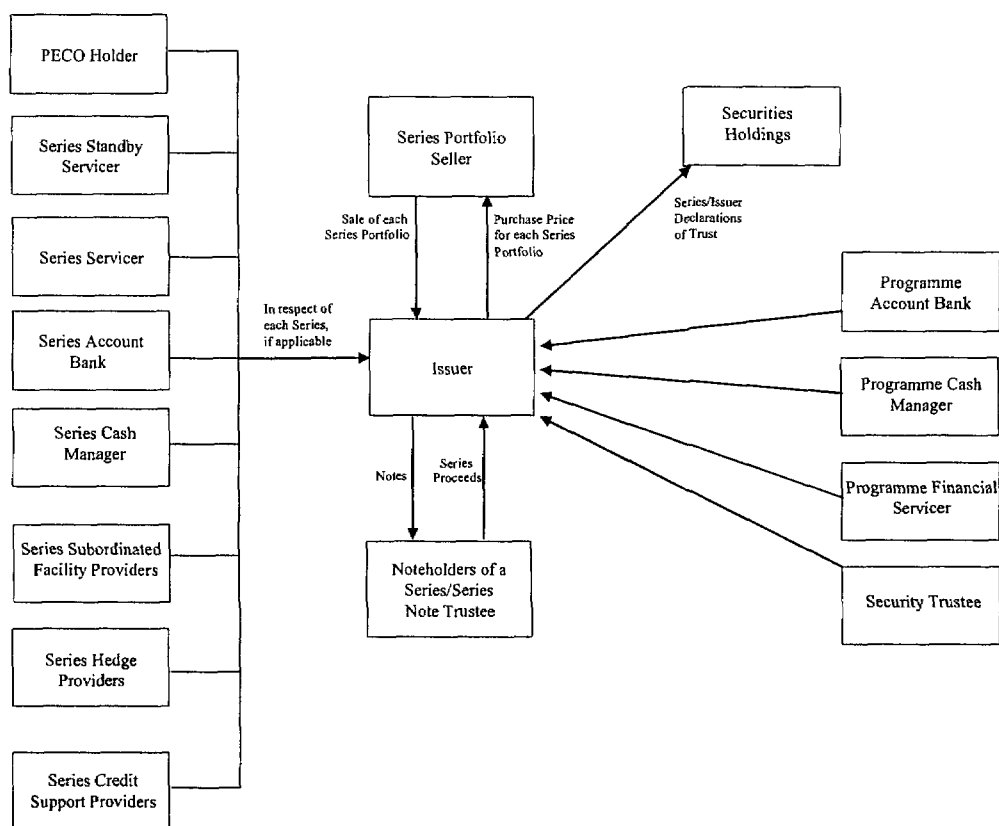 PECO Holder
Series Standby
Servicer
Series Servicer
Series Account
Bank
Series Cash
Manager
Series Subordinated
Facility Providers
Series Hedge
Providers
Series Credit
Support Providers
In respect of
each Series,
if applicable
Series Portfolio
Seller
Sale of each
Series Portfolio
Purchase Price
for each Series
Portfolio
Issuer
Notes
Series
Proceeds
Noteholders of a
Series/Series
Note Trustee
Securities
Holdings
Series/Issuer
Declarations
of Trust
Programme
Account Bank
Programme Cash
Manager
Programme Financial
Servicer
Security Trustee